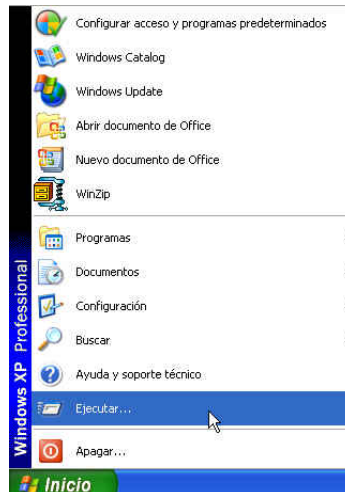 Configurar acceso y programas predeterminados
Windows Catalog
Windows Update
Abrir documento de Office
Nuevo documento de Office
WinZip
Programas
Documentos
Configuración
Buscar
Ayuda y soporte técnico
Ejecutar...
Apagar...
Windows XP Professional
Inicio